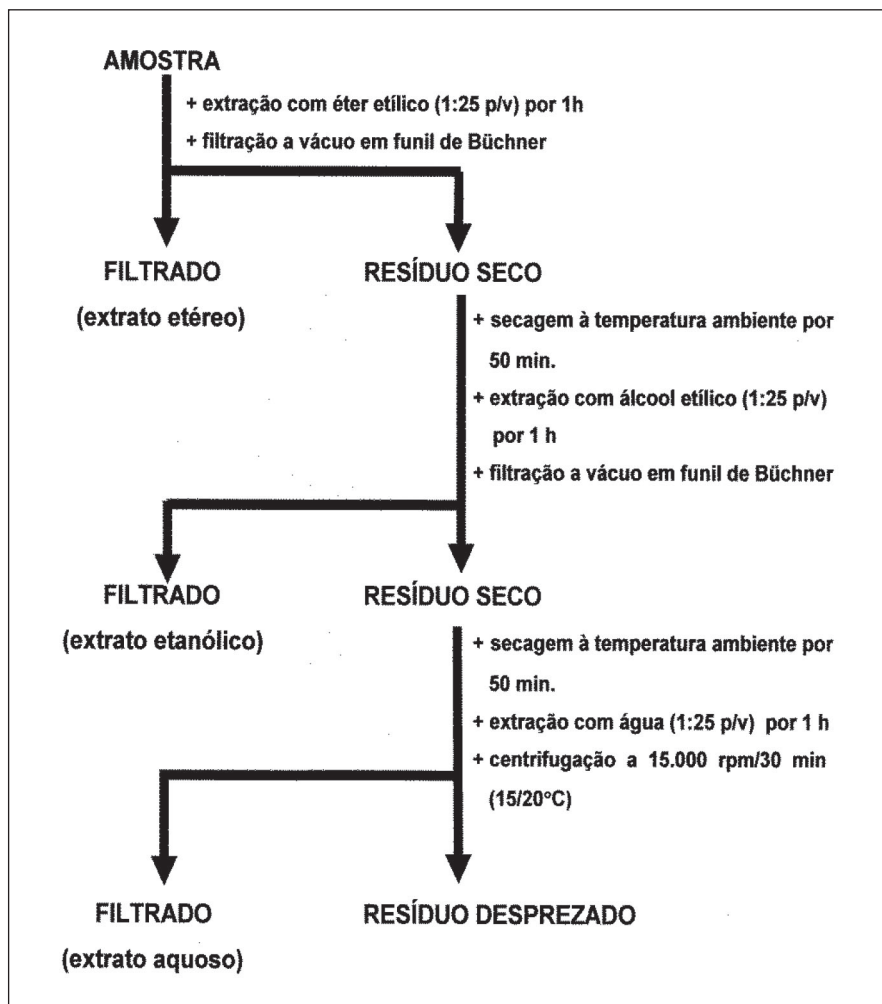 AMOSTRA
+ extração com éter etílico (1:25 p/v) por 1h
+ filtração a vácuo em funil de Büchner
FILTRADO
(extrato etéreo)
RESÍDUO SECO
+ secagem à temperatura ambiente por
50 min.
+ extração com álcool etílico (1:25 p/v)
por 1 h
+ filtração a vácuo em funil de Büchner
FILTRADO
(extrato etanólico)
RESÍDUO SECO
+ secagem à temperatura ambiente por
50 min.
+ extração com água (1:25 p/v) por 1 h
+ centrifugação a 15.000 rpm/30 min
(15/20°C)
FILTRADO
(extrato aquoso)
RESÍDUO DESPREZADO